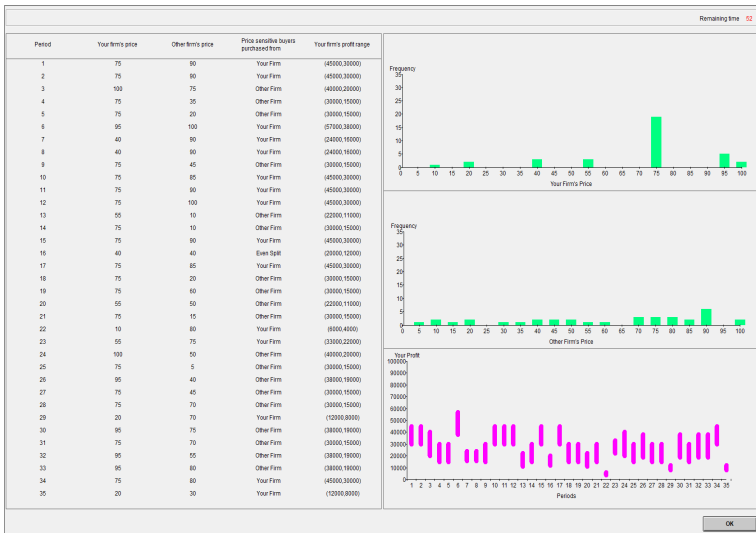 Remaining time 52
Period Your firm's price Other firm's price Price sensitive buyers purchased from Your firm's profit range
1 75 90 Your Firm (45000,30000)
2 75 90 Your Firm (45000,30000)
3 100 75 Other Firm (40000,20000)
4 75 35 Other Firm (30000,15000)
5 75 20 Other Firm (30000,15000)
6 95 100 Your Firm (57000,38000)
7 40 90 Your Firm (24000,16000)
8 40 90 Your Firm (24000,16000)
9 75 45 Other Firm (30000,15000)
10 75 85 Your Firm (45000,30000)
11 75 90 Your Firm (45000,30000)
12 75 100 Your Firm (45000,30000)
13 55 10 Other Firm (22000,11000)
14 75 10 Other Firm (30000,15000)
15 75 90 Your Firm (45000,30000)
16 40 40 Even Split (20000,12000)
17 75 85 Your Firm (45000,30000)
18 75 20 Other Firm (30000,15000)
19 75 60 Other Firm (30000,15000)
20 55 50 Other Firm (22000,11000)
21 75 15 Other Firm (30000,15000)
22 10 80 Your Firm (6000,4000)
23 55 75 Your Firm (33000,22000)
24 100 50 Other Firm (40000,20000)
25 75 5 Other Firm (30000,15000)
26 95 40 Other Firm (38000,19000)
27 75 45 Other Firm (30000,15000)
28 75 70 Other Firm (30000,15000)
29 20 70 Your Firm (12000,8000)
30 95 75 Other Firm (38000,19000)
31 75 70 Other Firm (30000,15000)
32 95 55 Other Firm (38000,19000)
33 95 80 Other Firm (38000,19000)
34 75 80 Your Firm (45000,30000)
35 20 30 Your Firm (12000,8000)
Frequency
35
30
25
20
15
10
5
0
0 5 10 15 20 25 30 35 40 45 50 55 60 65 70 75 80 85 90 95 100
Your Firm's Price
Frequency
35
30
25
20
15
10
5
0
0 5 10 15 20 25 30 35 40 45 50 55 60 65 70 75 80 85 90 95 100
Other Firm's Price
Your Profit
100000
90000
80000
70000
60000
50000
40000
30000
20000
10000
0
1 2 3 4 5 6 7 8 9 10 11 12 13 14 15 16 17 18 19 20 21 22 23 24 25 26 27 28 29 30 31 32 33 34 35
Periods
OK